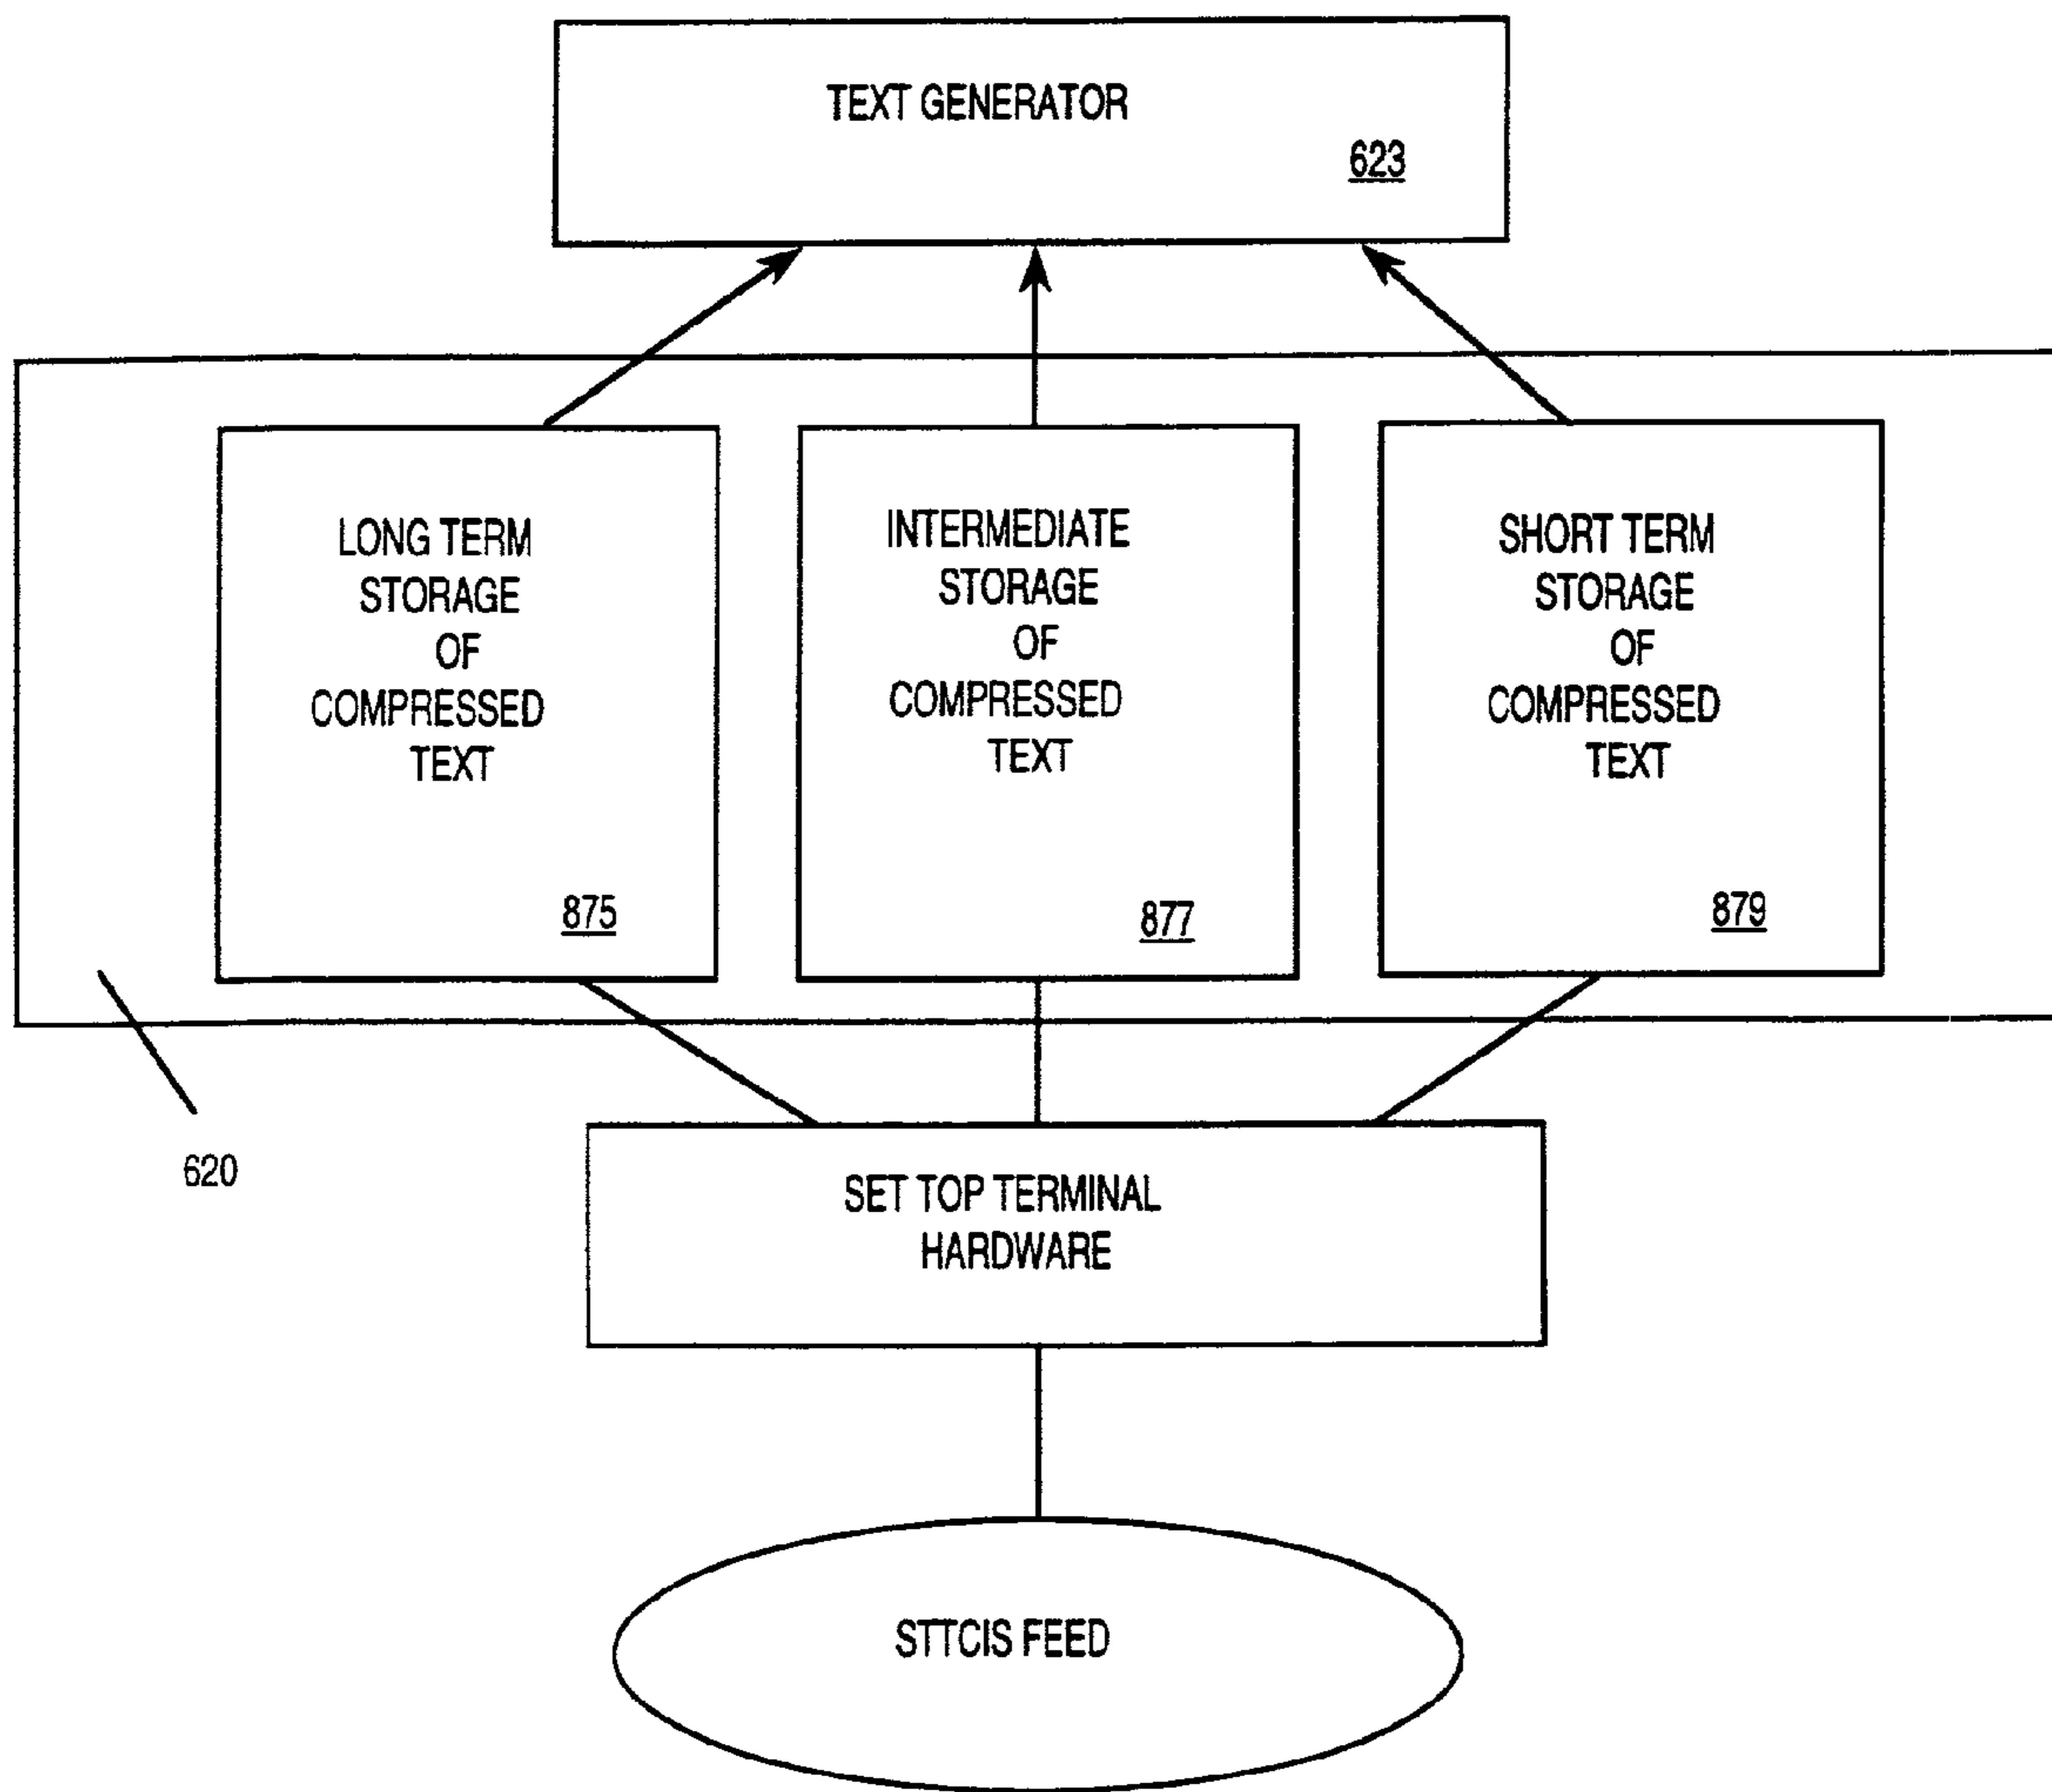 TEXT GENERATOR
623
LONG TERM
STORAGE
OF
COMPRESSED
TEXT
875
INTERMEDIATE
STORAGE
OF
COMPRESSED
TEXT
877
SHORT TERM
STORAGE
OF
COMPRESSED
TEXT
879
620
SET TOP TERMINAL
HARDWARE
STTCIS FEED